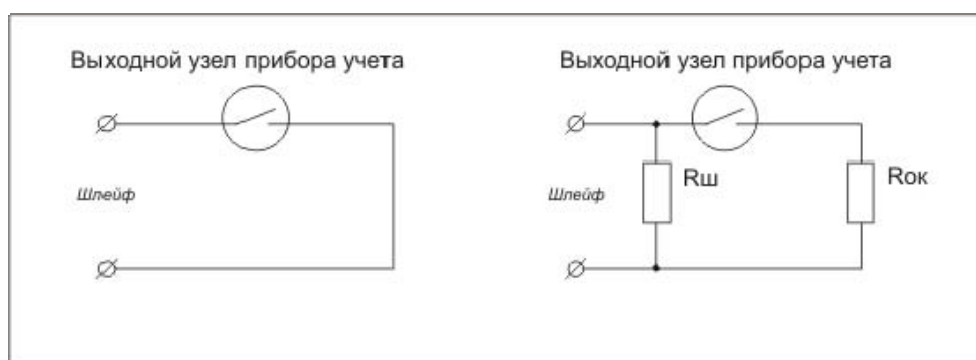 Выходной узел прибора учета
Выходной узел прибора учета
Rш
Rок
Шлейф
Шлейф